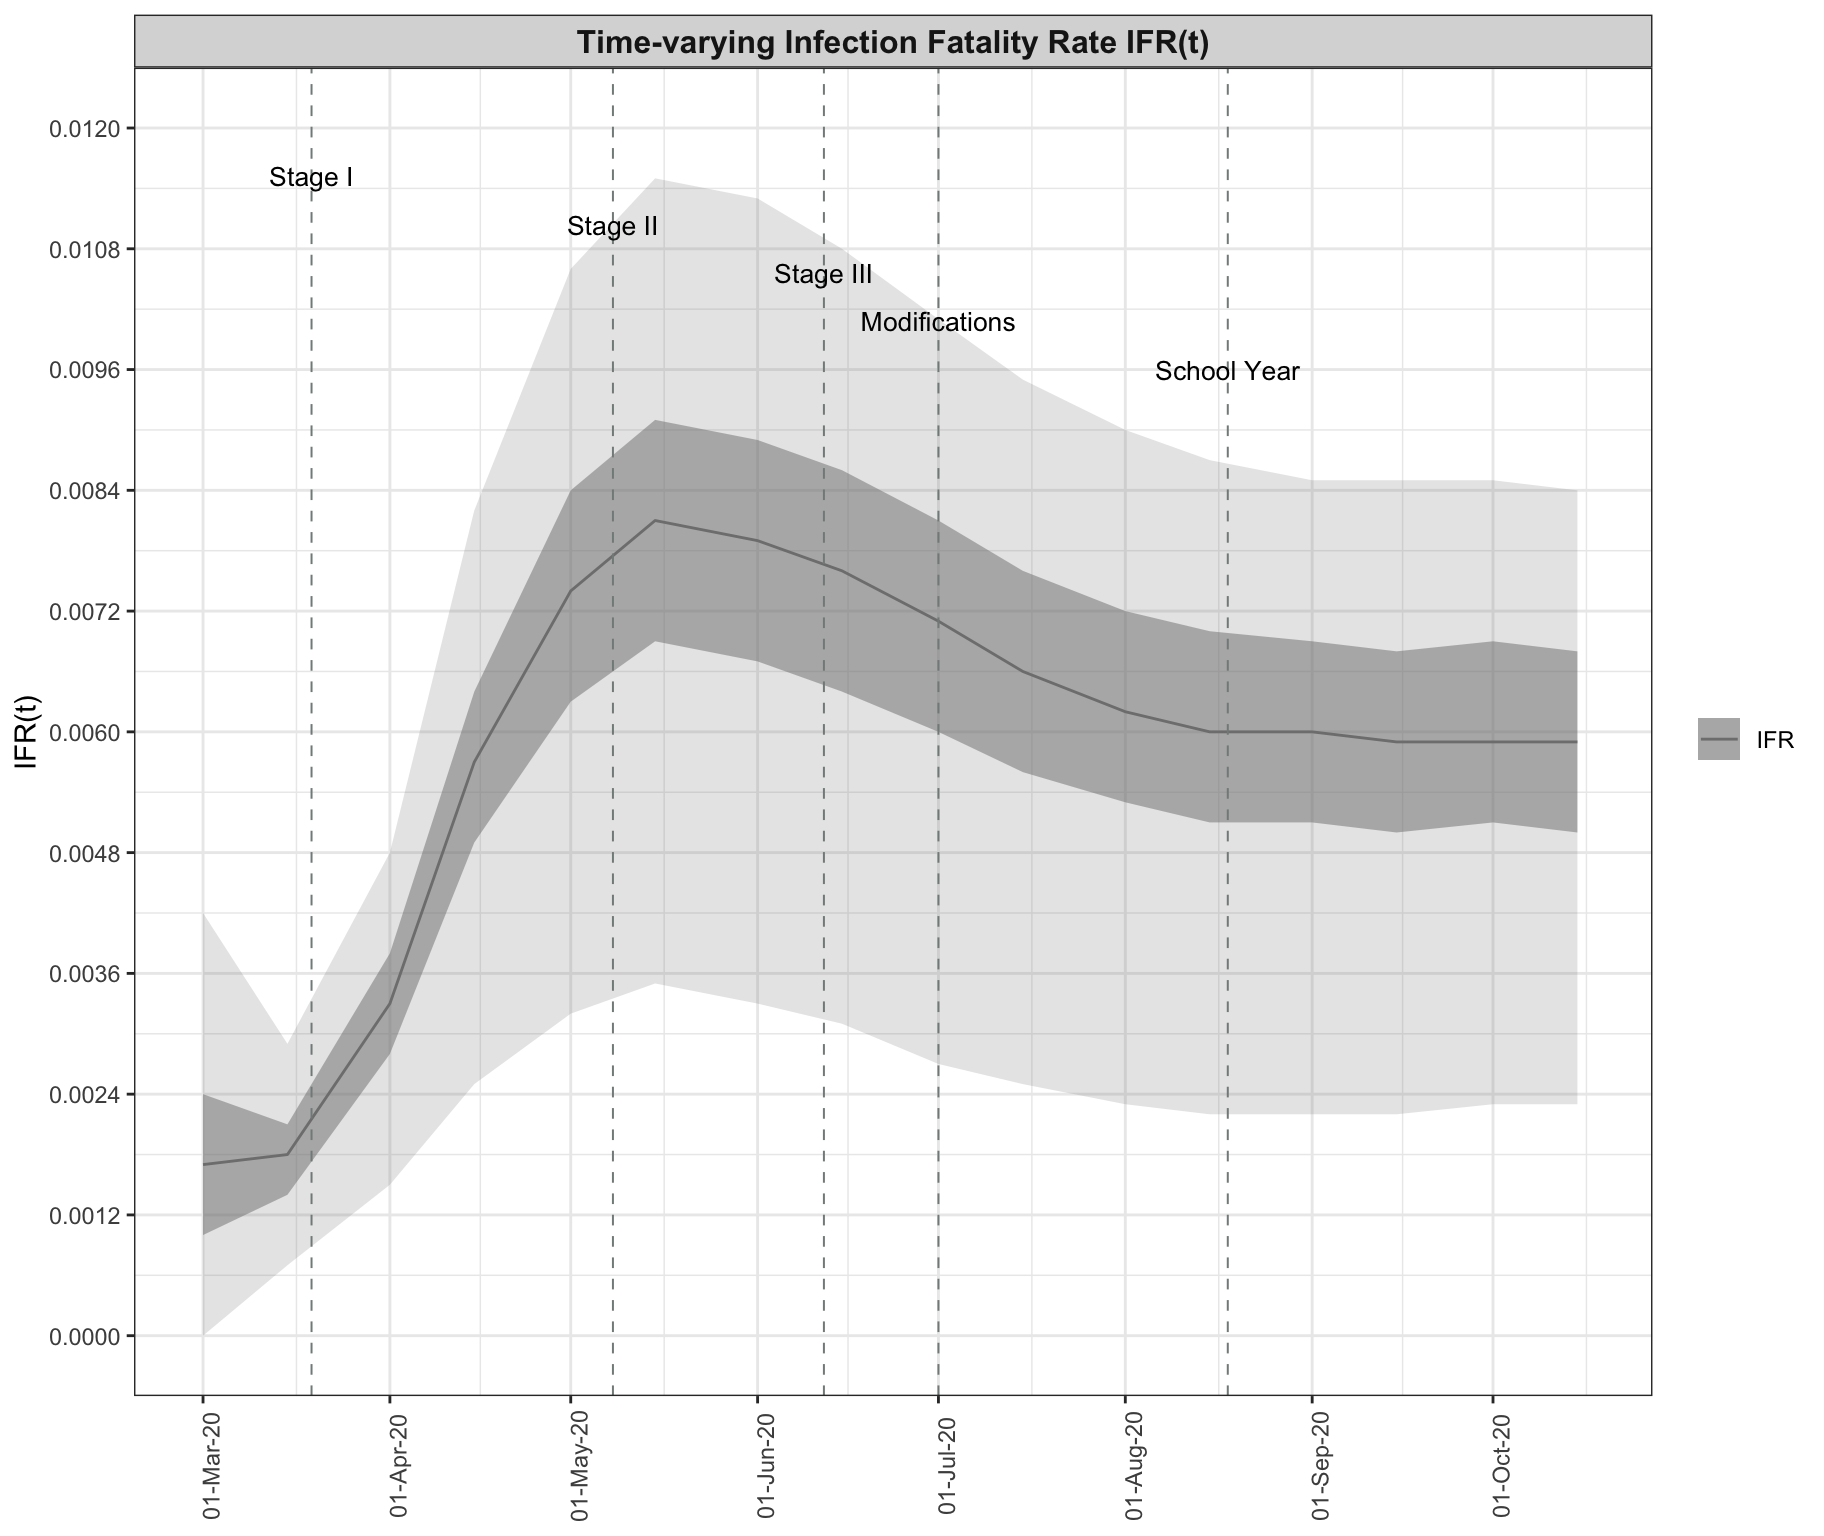 Time-varying Infection Fatality Rate IFR(t)
0.0120
Stage I
Stage II
0.0108
Stage III
Modifications
0.0096
School Year
0.0084
0.0072
IFR(t)
0.0060
IFR
0.0048
0.0036
0.0024
0.0012
0.0000
01-Mar-20
01-Apr-20
01-May-20
01-Jun-20
01-Jul-20
01-Aug-20
01-Sep-20
01-Oct-20